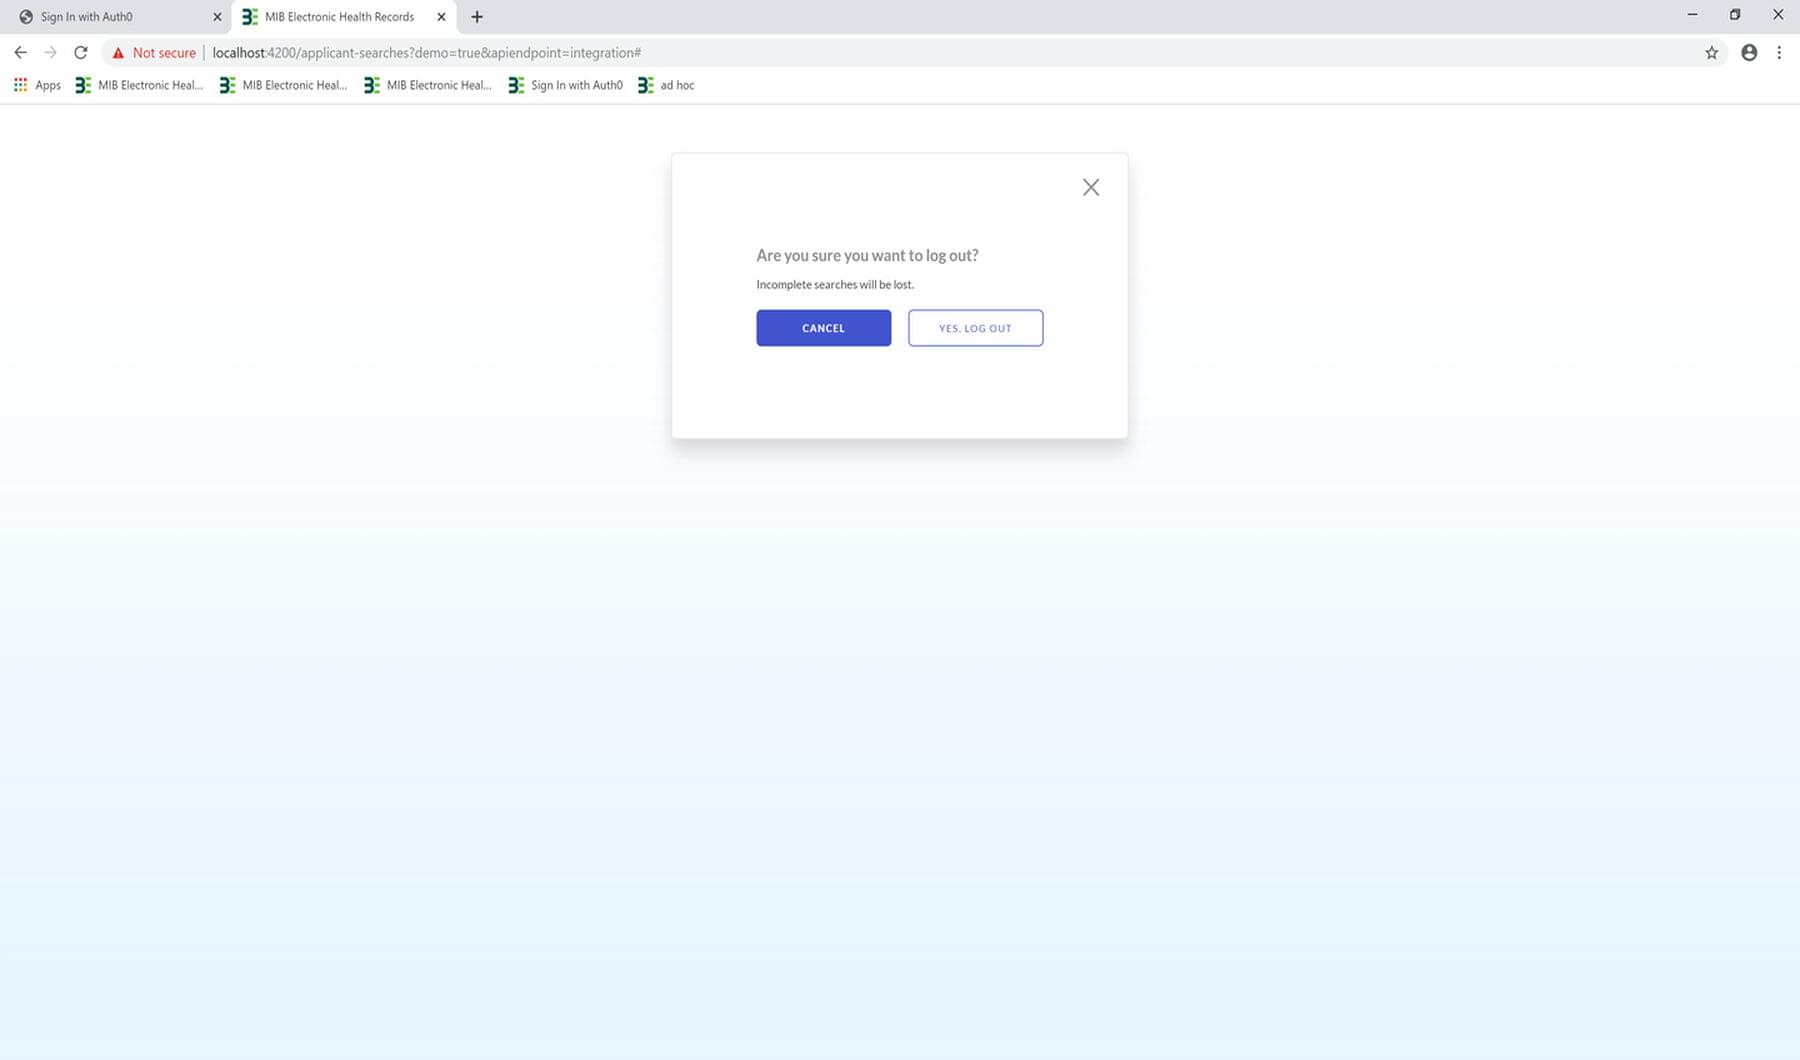 Sign In with Auth0
MIB Electronic Health Records
Not secure
localhost:4200/applicant-searches?demo=true&apiendpoint=integration#
Apps
MIB Electronic Heal...
MIB Electronic Heal...
MIB Electronic Heal...
Sign In with Auth0
ad hoc
Are you sure you want to log out?
Incomplete searches will be lost.
CANCEL
YES, LOG OUT